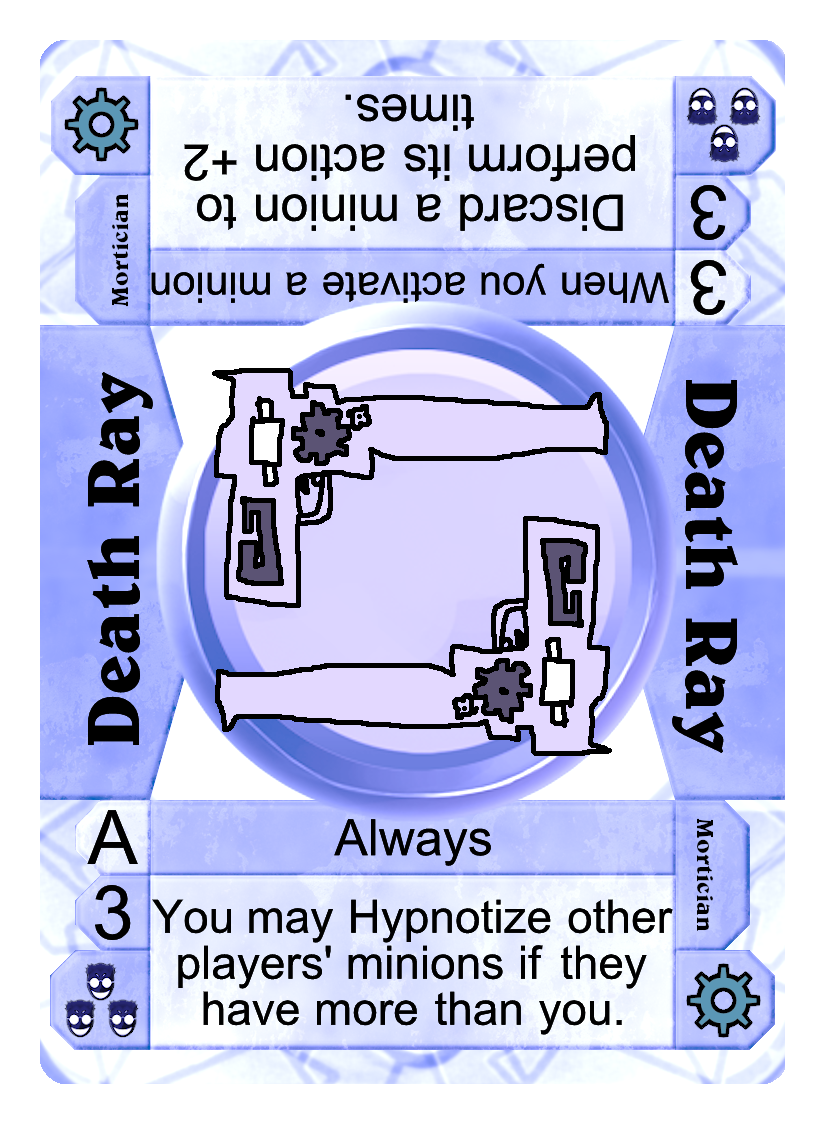 Discard a minion to
perform its action +2
times.
3
When you activate a minion
3
Mortician
Death Ray
Death Ray
A
Always
Mortician
3
You may Hypnotize other
players' minions if they
have more than you.